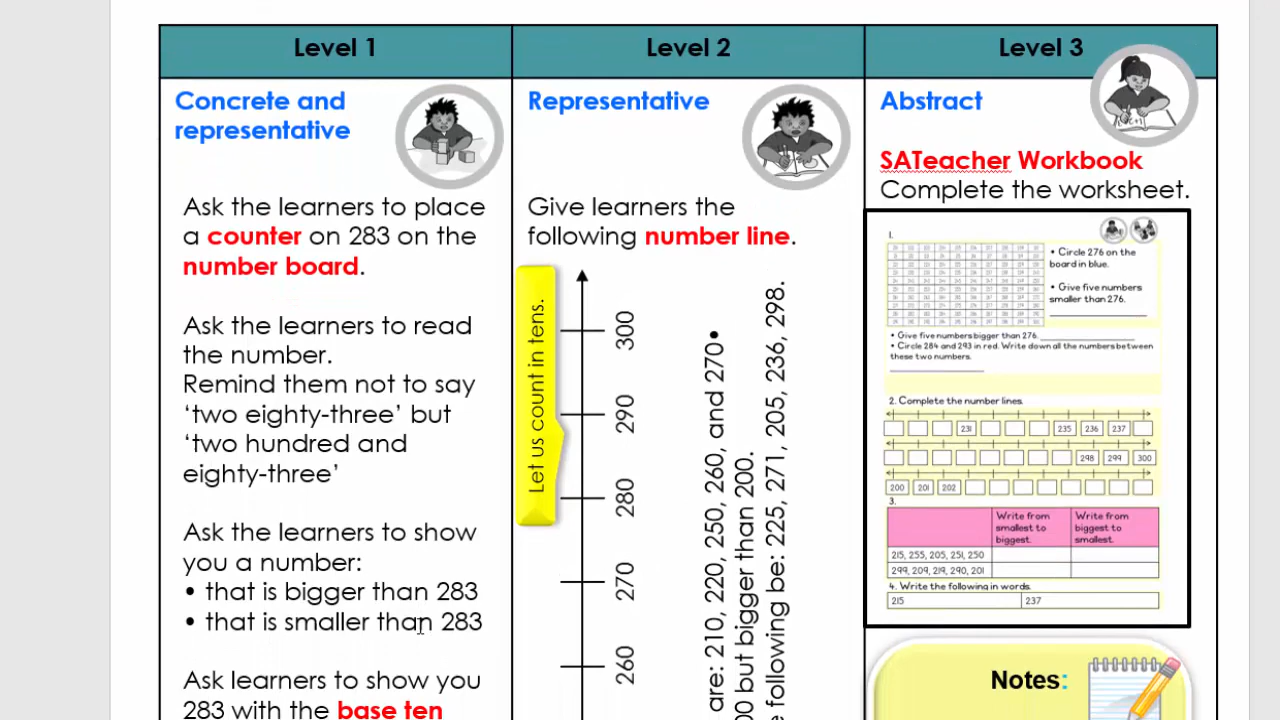 Level 1
Level 2
Level 3
Concrete and
representative
Ask the learners to place
a counter on 283 on the
number board.
Ask the learners to read
the number.
Remind them not to say
‘two eighty-three’ but
‘two hundred and
eighty-three’
Ask the learners to show
you a number:
• that is bigger than 283
• that is smaller than 283
Ask learners to show you
283 with the base ten
Representative
Give learners the
following number line.
Let us count in tens.
300
290
280
270
260
are: 210, 220, 250, 260, and 270•
00 but bigger than 200.
following be: 225, 271, 205, 236, 298.
Abstract
SATeacher Workbook
Complete the worksheet.
1.
• Circle 276 on the
board in blue.
• Give five numbers
smaller than 276.
• Give five numbers bigger than 276.
• Circle 284 and 293 in red. Write down all the numbers between
these two numbers.
2. Complete the number lines.
231 235 236 237
298 299 300
200 201 202
3.
Write from
smallest to
biggest.
Write from
biggest to
smallest.
215, 255, 205, 251, 250
299, 209, 219, 290, 201
4. Write the following in words.
215 237
Notes: